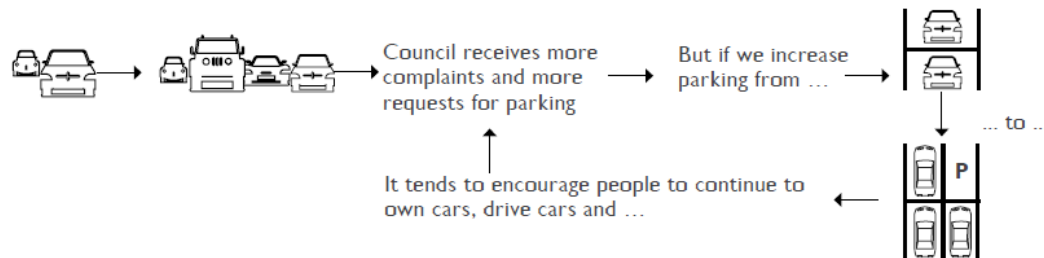 Council receives more
complaints and more
requests for parking
But if we increase
parking from ...
... to ..
P
It tends to encourage people to continue to
own cars, drive cars and ...